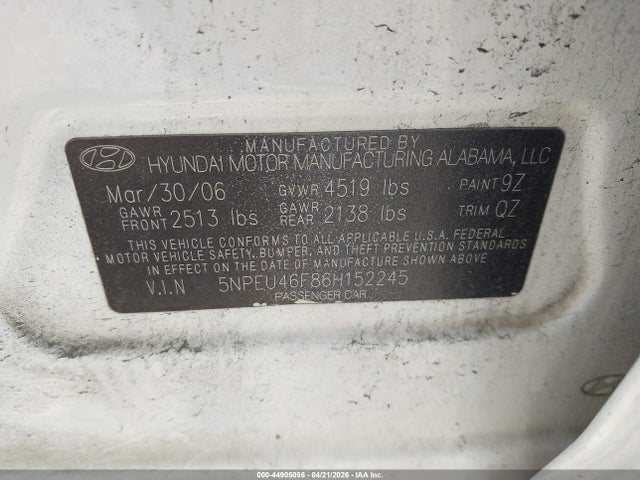 MANUFACTURED BY
HYUNDAI MOTOR MANUFACTURING ALABAMA, LLC
Mar/30/06 GVWR 4519 lbs PAINT 9Z
GAWR FRONT 2513 lbs GAWR REAR 2138 lbs TRIM QZ
THIS VEHICLE CONFORMS TO ALL APPLICABLE U.S.A. FEDERAL
MOTOR VEHICLE SAFETY, BUMPER, AND THEFT PREVENTION STANDARDS
IN EFFECT ON THE DATE OF MANUFACTURE SHOWN ABOVE
V.I.N 5NPEU46F86H152245
PASSENGER CAR
000-44905096 - 04/21/2026 - IAA Inc.